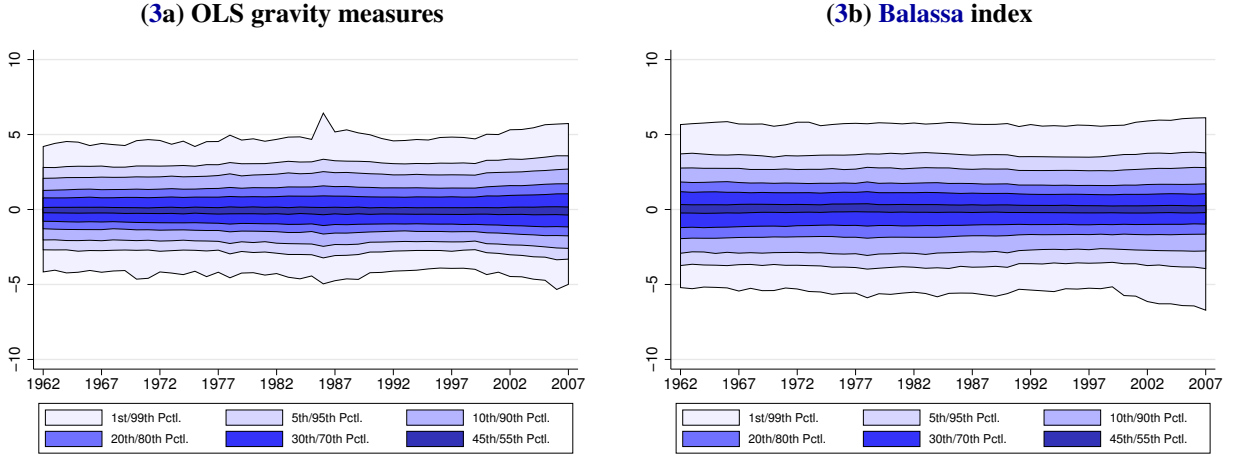 (3a) OLS gravity measures
10
5
0
−5
−10
1962 1967 1972 1977 1982 1987 1992 1997 2002 2007
1st/99th Pctl. 5th/95th Pctl. 10th/90th Pctl.
20th/80th Pctl. 30th/70th Pctl. 45th/55th Pctl.
(3b) Balassa index
10
5
0
−5
−10
1962 1967 1972 1977 1982 1987 1992 1997 2002 2007
1st/99th Pctl. 5th/95th Pctl. 10th/90th Pctl.
20th/80th Pctl. 30th/70th Pctl. 45th/55th Pctl.